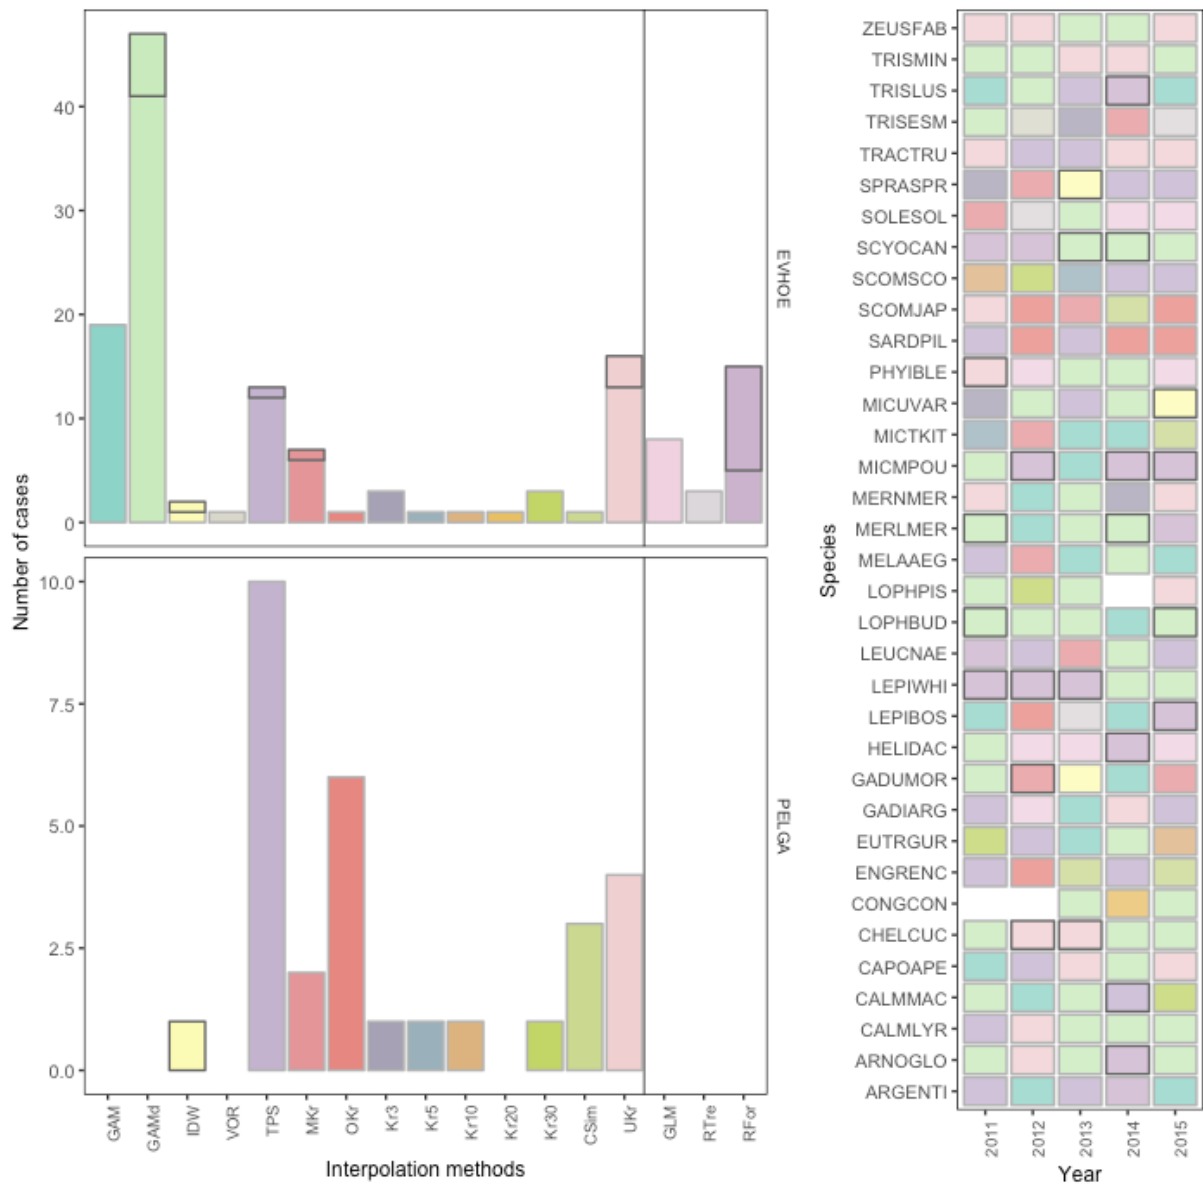 Number of cases
40
30
20
10
0
EVHOE
10.0
7.5
5.0
2.5
0.0
PELGA
GAM
GAMd
IDW
VOR
TPS
MKr
OKr
Kr3
Kr5
Kr10
Kr20
Kr30
CSim
UKr
GLM
RTre
RFor
Interpolation methods
Species
ZEUSFAB
TRISMIN
TRISLUS
TRISESM
TRACTRU
SPRASPR
SOLESOL
SCYOCAN
SCOMSCO
SCOMJAP
SARDPIL
PHYIBLE
MICUVAR
MICTKIT
MICMPOU
MERNMER
MERLMER
MELAAEG
LOPHPIS
LOPHBUD
LEUCNAE
LEPIWHI
LEPIBOS
HELIDAC
GADUMOR
GADIARG
EUTRGUR
ENGRENC
CONGCON
CHELCUC
CAPOAPE
CALMMAC
CALMLYR
ARNOGLO
ARGENTI
2011
2012
2013
2014
2015
Year